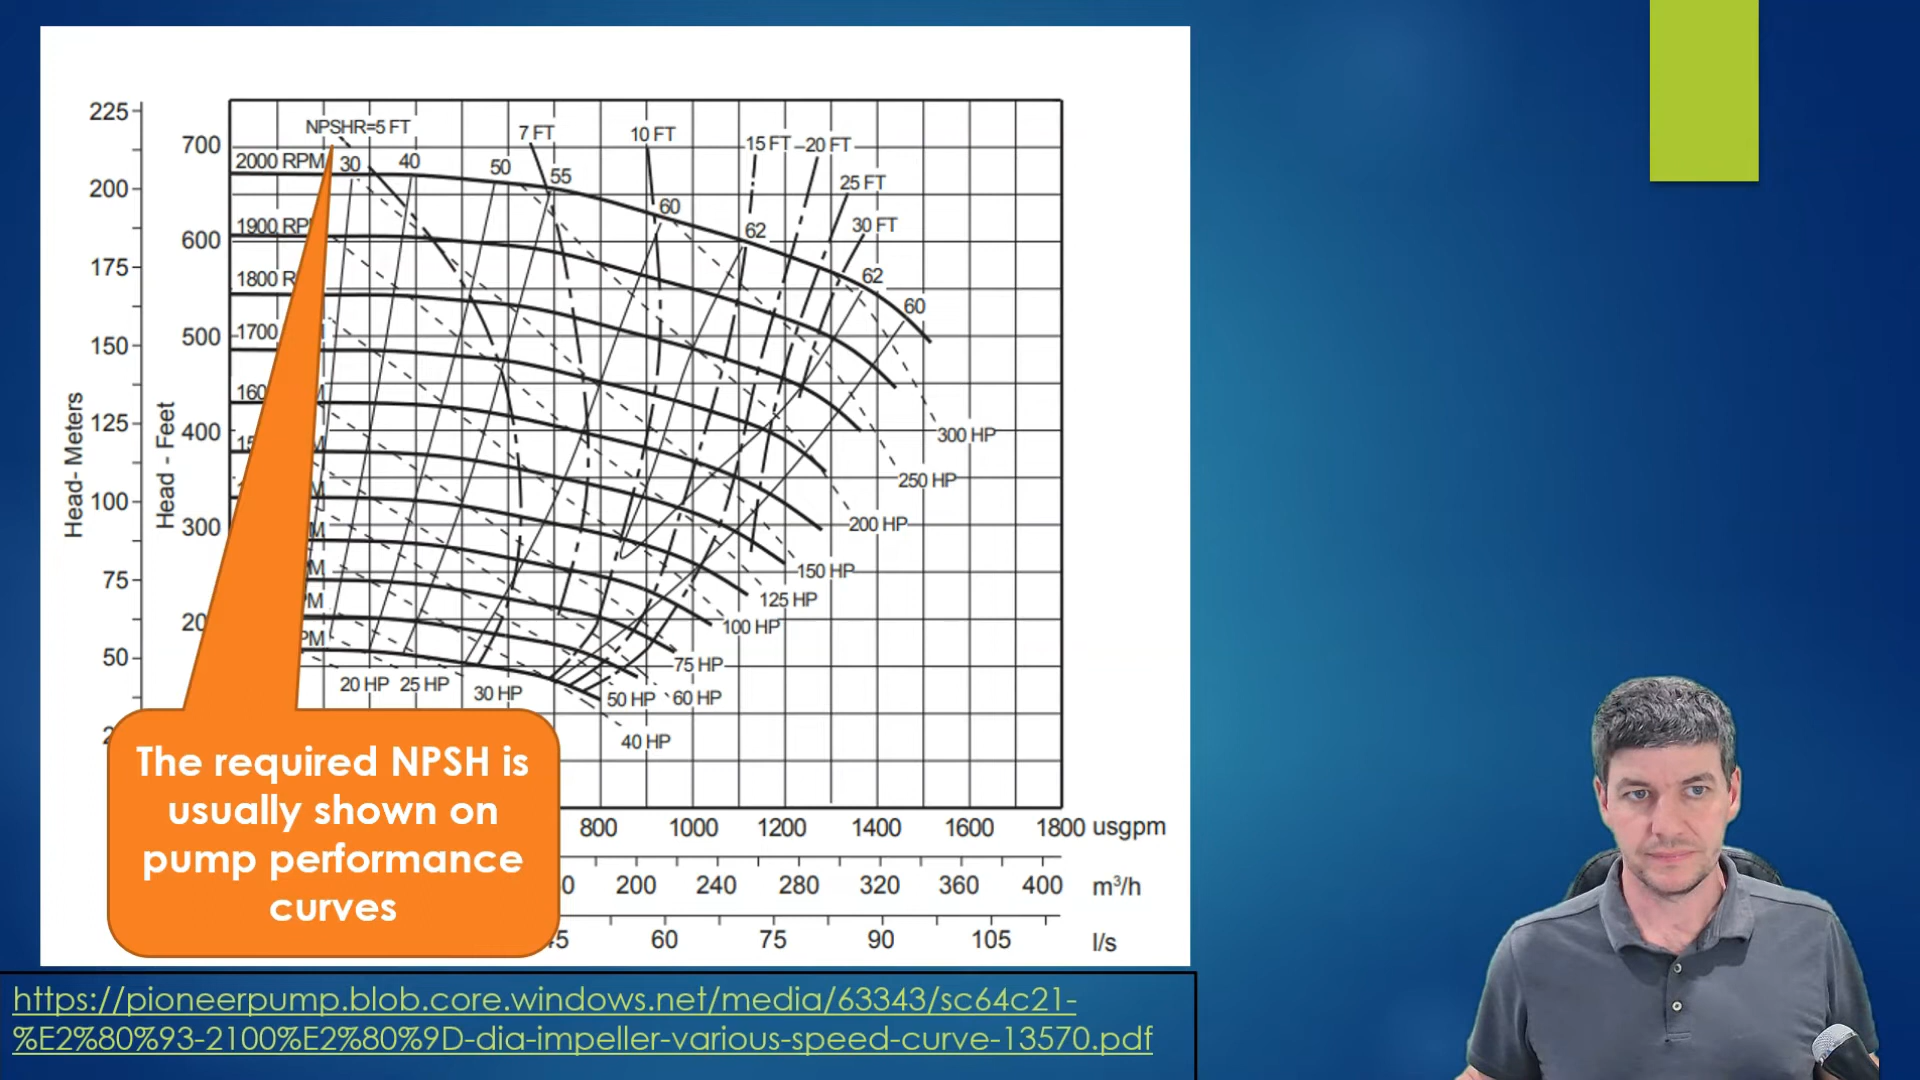 225
200
175
150
125
100
75
50
Head- Meters
Head - Feet
700
600
500
400
300
NPSHR=5 FT
7 FT
10 FT
15 FT
20 FT
25 FT
30 FT
2000 RPM
30
40
50
55
60
62
62
60
1900
1800
1700
300 HP
250 HP
200 HP
150 HP
125 HP
100 HP
75 HP
60 HP
50 HP
40 HP
30 HP
25 HP
20 HP
The required NPSH is
usually shown on
pump performance
curves
800 1000 1200 1400 1600 1800 usgpm
200 240 280 320 360 400 m³/h
60 75 90 105 l/s
https://pioneerpump.blob.core.windows.net/media/63343/sc64c21-
%E2%80%93-2100%E2%80%9D-dia-impeller-various-speed-curve-13570.pdf